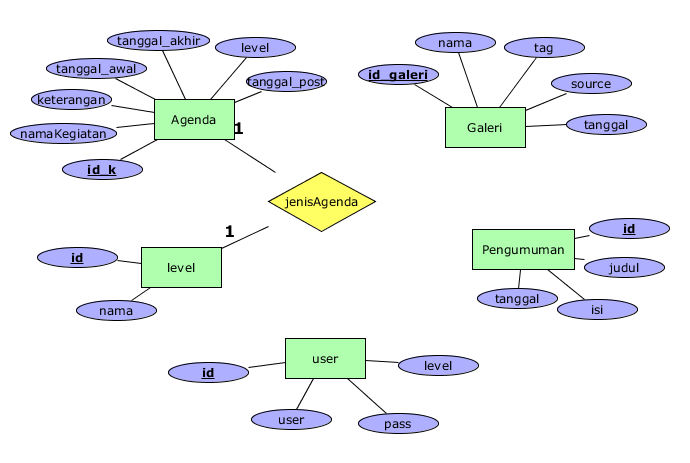 tanggal_akhir
level
tanggal_awal
tanggal_post
keterangan
namaKegiatan
Agenda
1
id_k
nama
tag
id_galeri
source
Galeri
tanggal
jenisAgenda
1
id
level
nama
id
Pengumuman
judul
tanggal
isi
user
id
level
user
pass